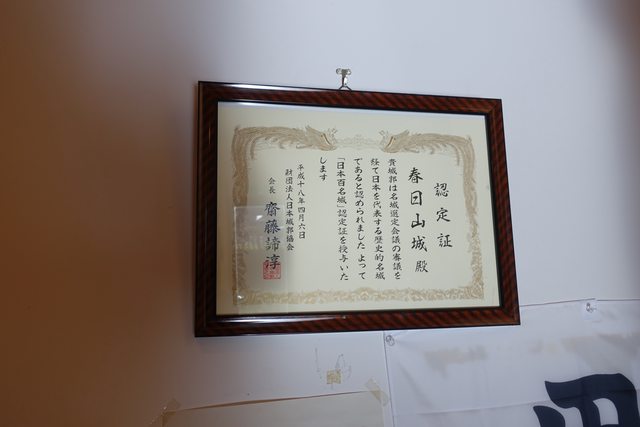 認定証
春日山城 殿
貴城郭は名城選定会議の審議を
経て日本を代表する歴史的名城
であると認められました よって
「日本百名城」認定証を授与いた
します
平成十八年四月六日
財団法人日本城郭協会
会長 齋藤諦淳